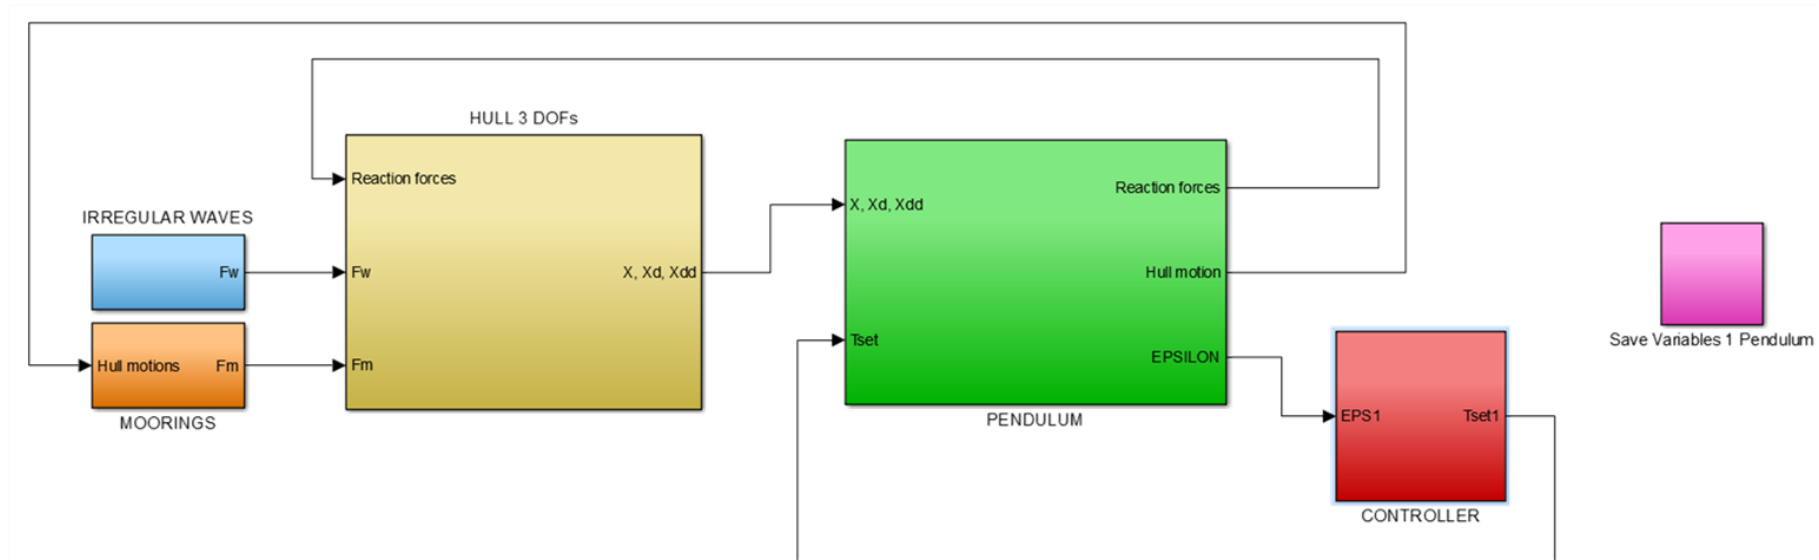 HULL 3 DOFs
Reaction forces
Fw
Fm
X, Xd, Xdd
IRREGULAR WAVES
Fw
Hull motions
Fm
MOORINGS
X, Xd, Xdd
Tset
Reaction forces
Hull motion
EPSILON
PENDULUM
EPS1
Tset1
CONTROLLER
Save Variables 1 Pendulum